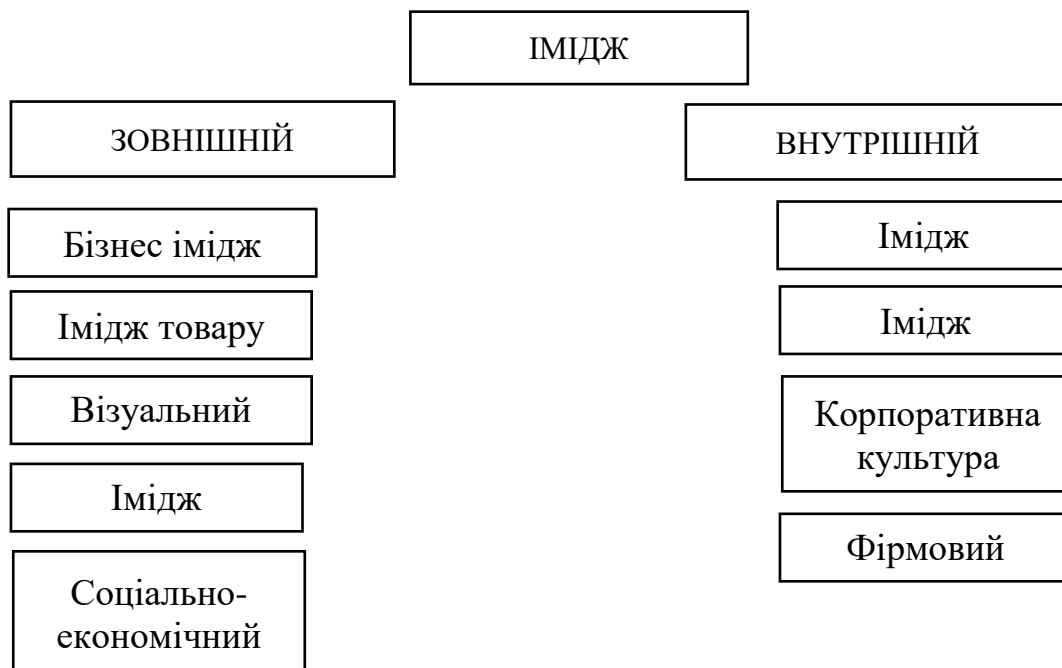 ІМІДЖ
ЗОВНІШНІЙ
ВНУТРІШНІЙ
Бізнес імідж
Імідж товару
Візуальний
Імідж
Соціально-
економічний
Імідж
Імідж
Корпоративна
культура
Фірмовий